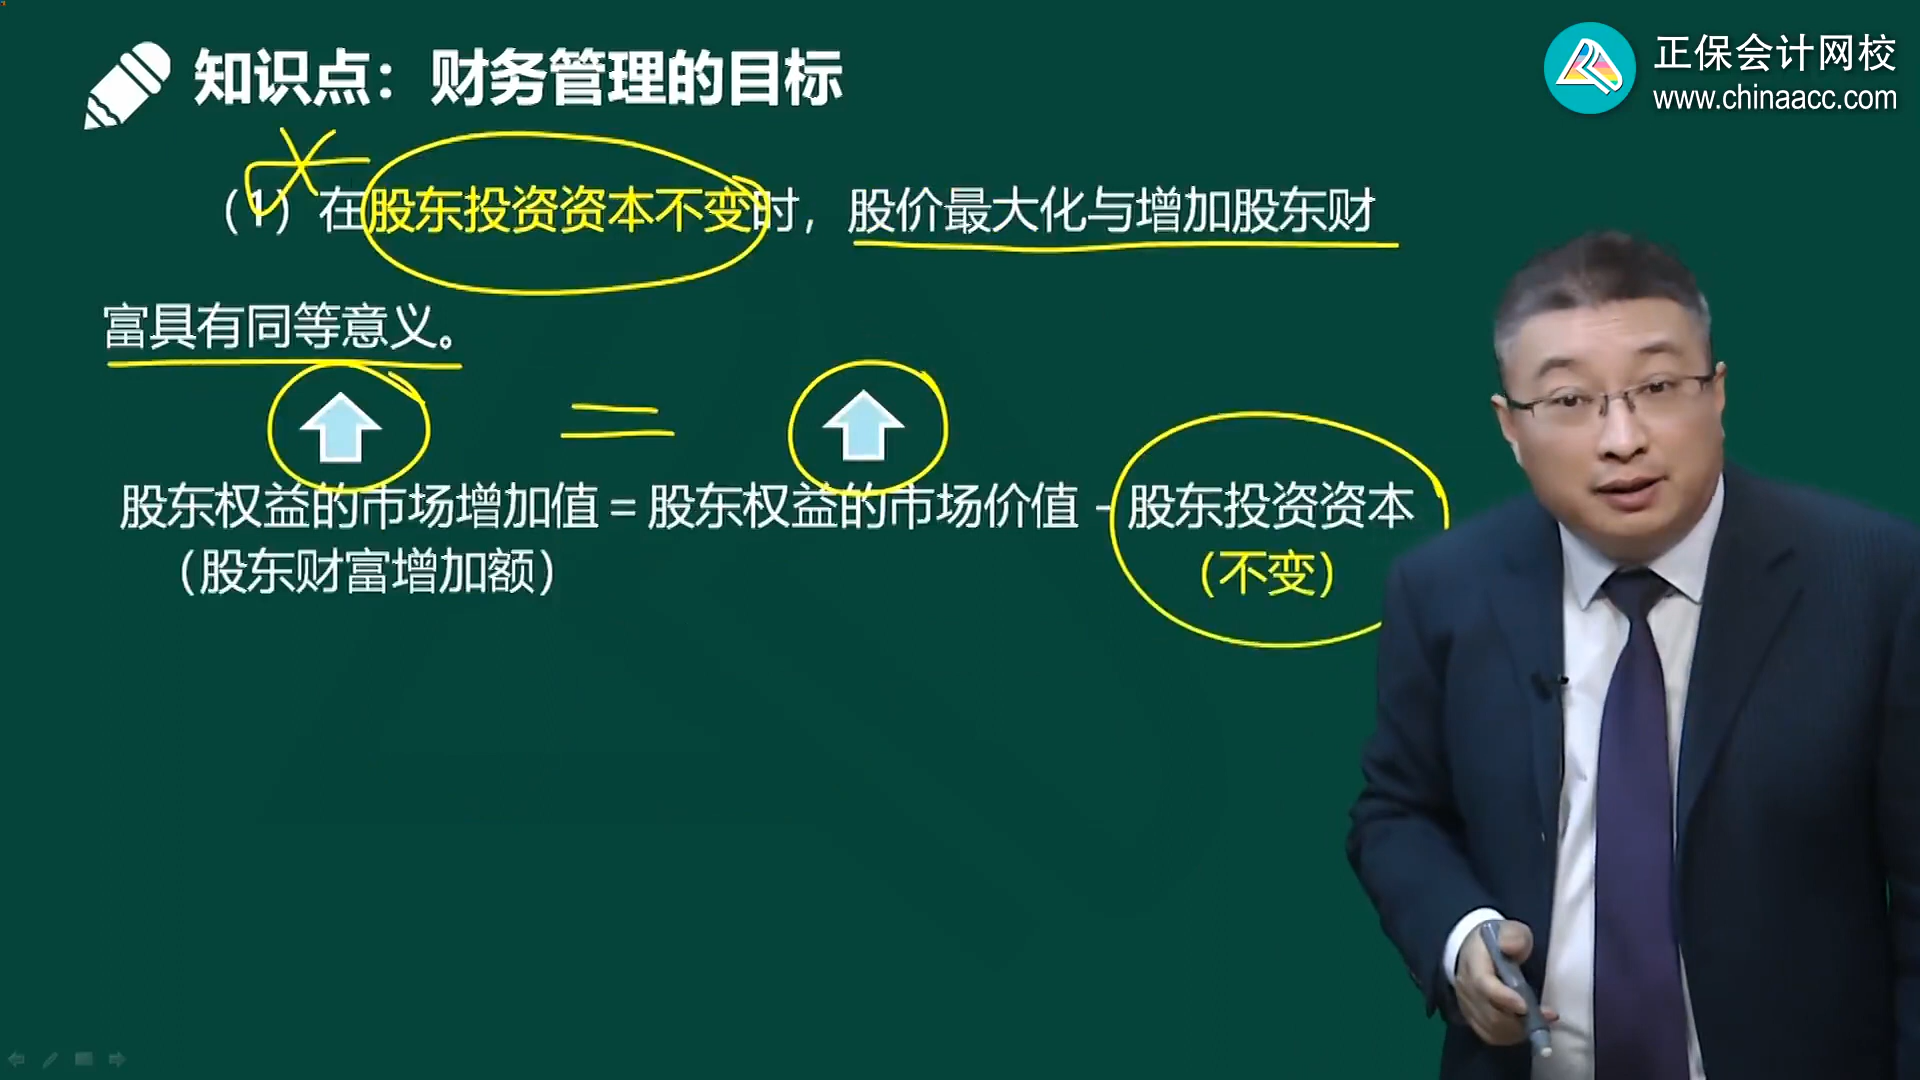 知识点：财务管理的目标
正保会计网校
www.chinaacc.com
（1）在股东投资资本不变时，股价最大化与增加股东财
富具有同等意义。
=
股东权益的市场增加值=股东权益的市场价值-股东投资资本
（股东财富增加额）
（不变）